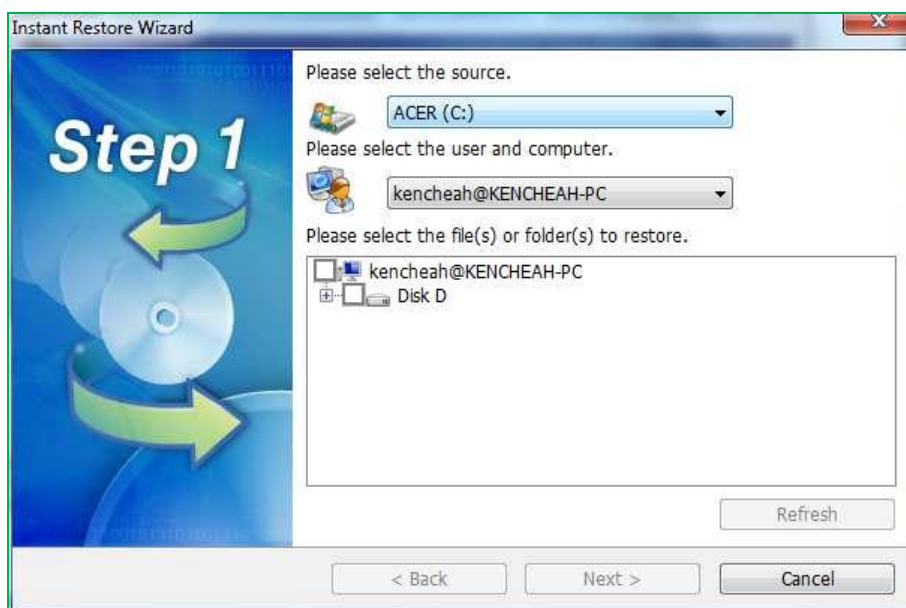 Instant Restore Wizard
Step 1
Please select the source.
ACER (C:)
Please select the user and computer.
kencheah@KENCHEAH-PC
Please select the file(s) or folder(s) to restore.
kencheah@KENCHEAH-PC
Disk D
Refresh
< Back Next > Cancel